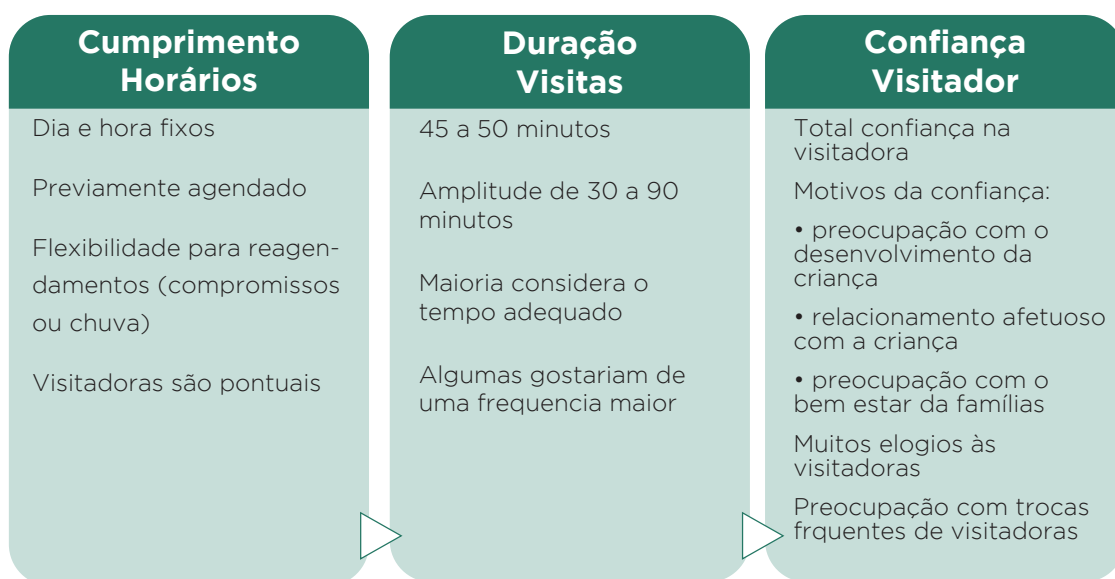 Cumprimento
Horários
Dia e hora fixos
Previamente agendado
Flexibilidade para reagen-
damentos (compromissos
ou chuva)
Visitadoras são pontuais
Duração
Visitas
45 a 50 minutos
Amplitude de 30 a 90
minutos
Maioria considera o
tempo adequado
Algumas gostariam de
uma frequencia maior
Confiança
Visitador
Total confiança na
visitadora
Motivos da confiança:
• preocupação com o
desenvolvimento da
criança
• relacionamento afetuoso
com a criança
• preocupação com o
bem estar da famílias
Muitos elogios às
visitadoras
Preocupação com trocas
frquentes de visitadoras